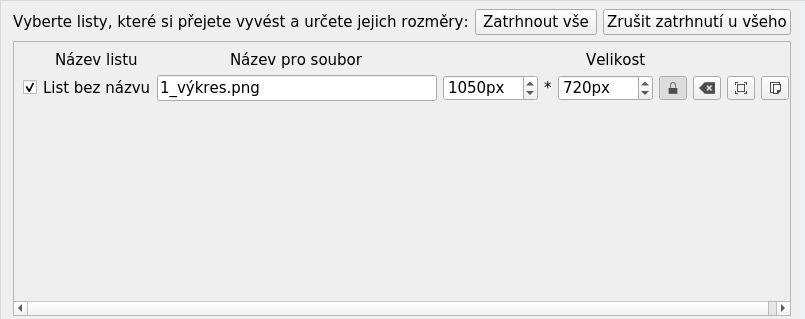 Vyberte listy, které si přejete vyvést a určete jejich rozměry: Zatrhnout vše Zrušit zatrhnutí u všeho
Název listu Název pro soubor Velikost
List bez názvu 1_výkres.png 1050px * 720px